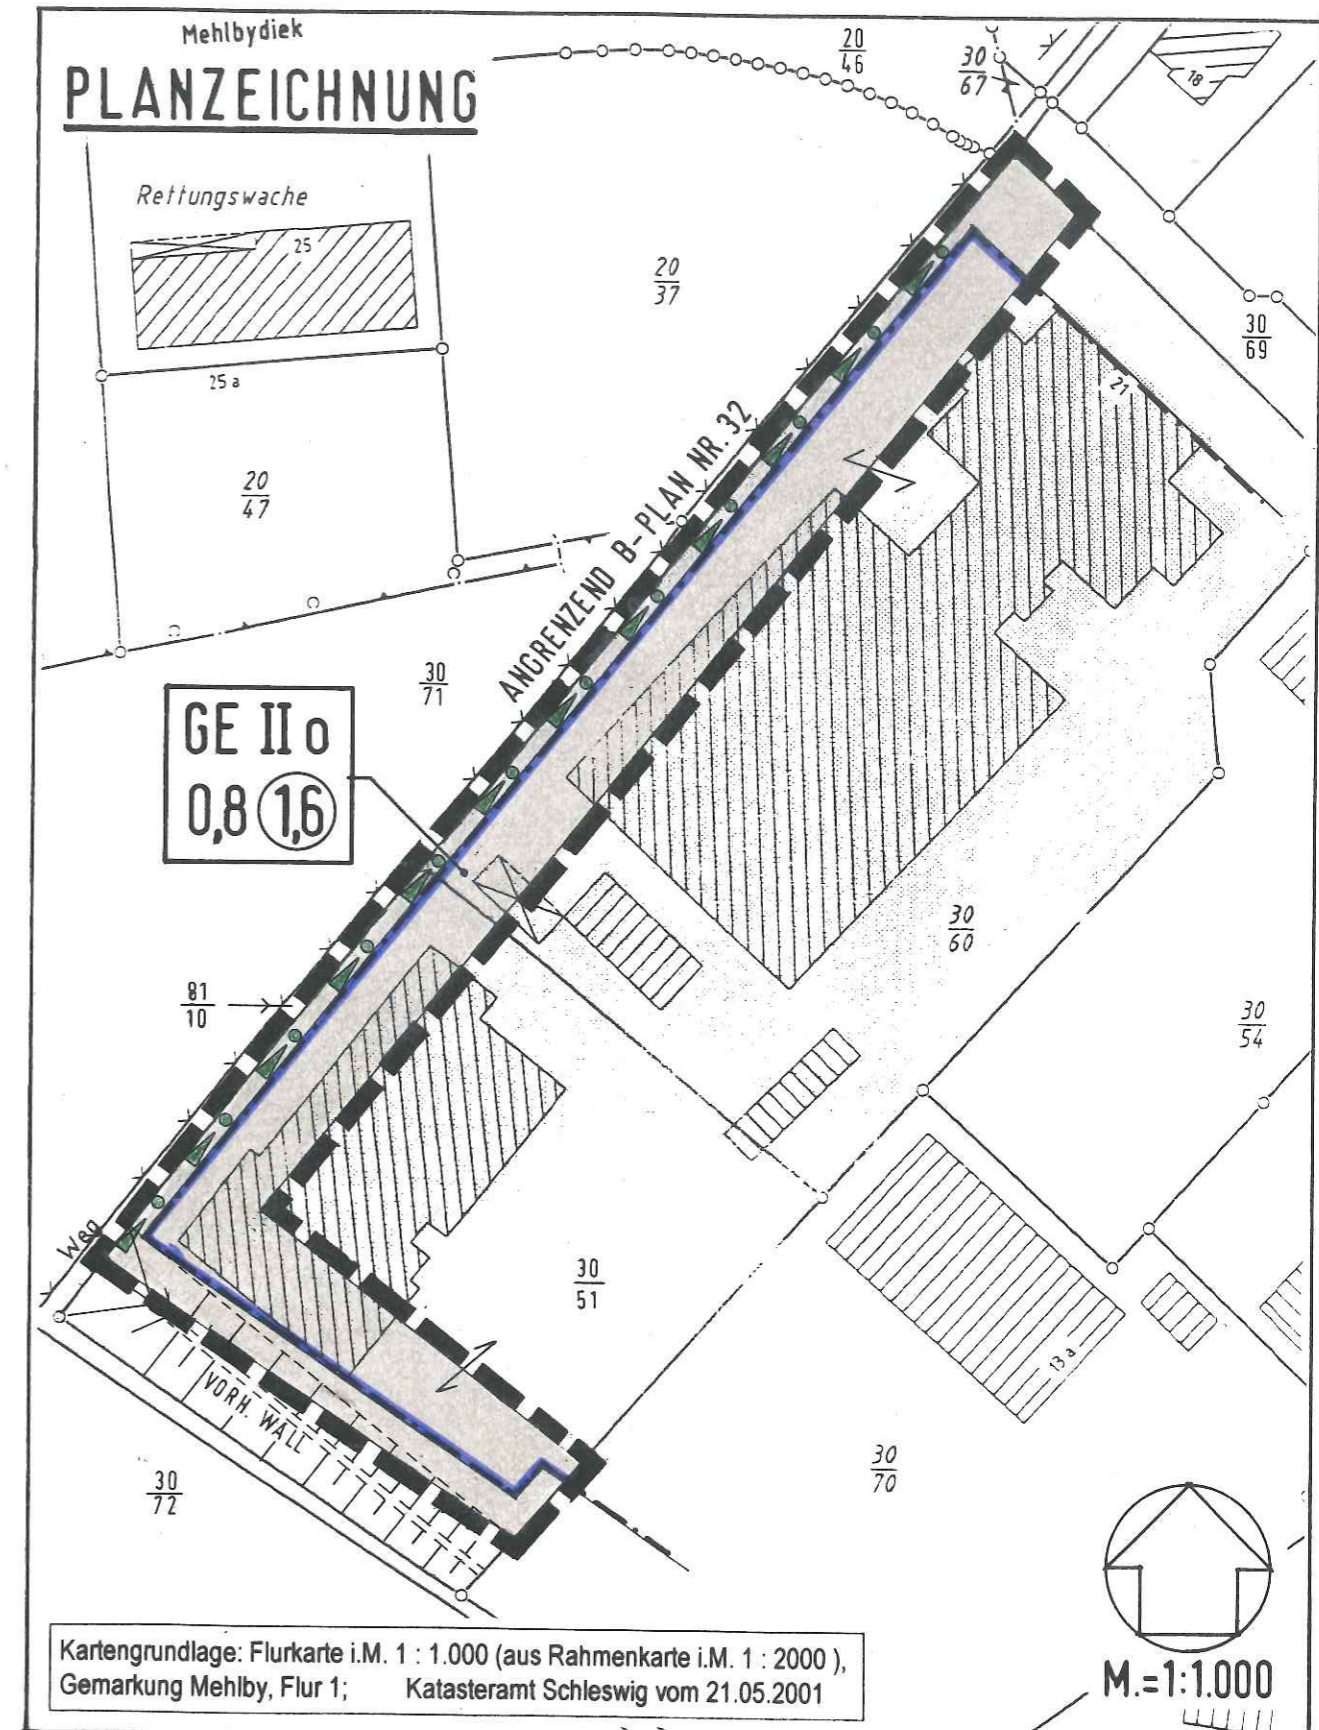 Mehlbydiek
PLANZEICHNUNG
20
46
30
67
18
Rettungswache
25
20
37
30
69
25 a
21
20
47
ANGRENZEND B-PLAN NR. 32
30
71
GE II o
0,8 1,6
30
60
81
10
30
54
Weg
30
51
13 a
VORH. WALL
30
72
30
70
Kartengrundlage: Flurkarte i.M. 1 : 1.000 (aus Rahmenkarte i.M. 1 : 2000 ),
Gemarkung Mehlby, Flur 1; Katasteramt Schleswig vom 21.05.2001
M.=1:1.000